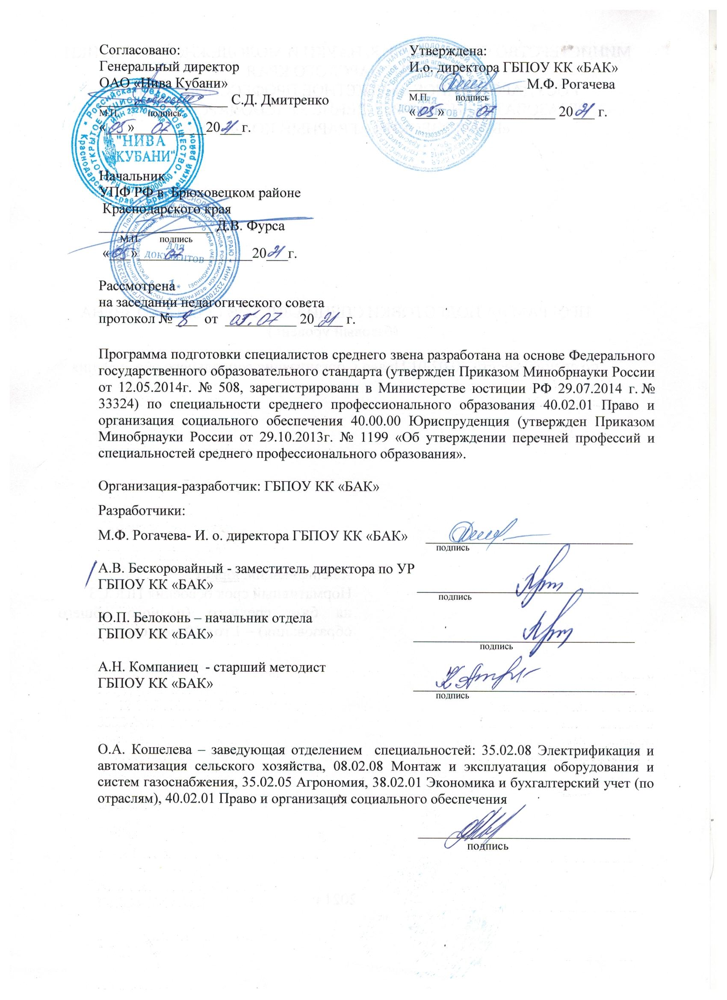 Согласовано:
Генеральный директор
ОАО «Нива Кубани»
С.Д. Дмитренко
М.П. подпись
«05» 07 2021 г.
"НИВА
КУБАНИ"
Утверждена:
И.о. директора ГБПОУ КК «БАК»
М.Ф. Рогачева
М.П. подпись
«05» 07 2021 г.
ДЛЯ
ДОКУМЕНТОВ
Начальник
УПФ РФ в Брюховецком районе
Краснодарского края
Д.В. Фурса
М.П. подпись
«05» 07 2021 г.
ДЛЯ
ДОКУМЕНТОВ
Рассмотрена
на заседании педагогического совета
протокол № 8 от 05.07 2021 г.
Программа подготовки специалистов среднего звена разработана на основе Федерального
государственного образовательного стандарта (утвержден Приказом Минобрнауки России
от 12.05.2014г. № 508, зарегистрированн в Министерстве юстиции РФ 29.07.2014 г. №
33324) по специальности среднего профессионального образования 40.02.01 Право и
организация социального обеспечения 40.00.00 Юриспруденция (утвержден Приказом
Минобрнауки России от 29.10.2013г. № 1199 «Об утверждении перечней профессий и
специальностей среднего профессионального образования».
Организация-разработчик: ГБПОУ КК «БАК»
Разработчики:
М.Ф. Рогачева- И. о. директора ГБПОУ КК «БАК»
подпись
А.В. Бескоровайный - заместитель директора по УР
ГБПОУ КК «БАК»
подпись
Ю.П. Белоконь – начальник отдела
ГБПОУ КК «БАК»
подпись
А.Н. Компаниец - старший методист
ГБПОУ КК «БАК»
подпись
О.А. Кошелева – заведующая отделением специальностей: 35.02.08 Электрификация и
автоматизация сельского хозяйства, 08.02.08 Монтаж и эксплуатация оборудования и
систем газоснабжения, 35.02.05 Агрономия, 38.02.01 Экономика и бухгалтерский учет (по
отраслям), 40.02.01 Право и организация социального обеспечения
подпись